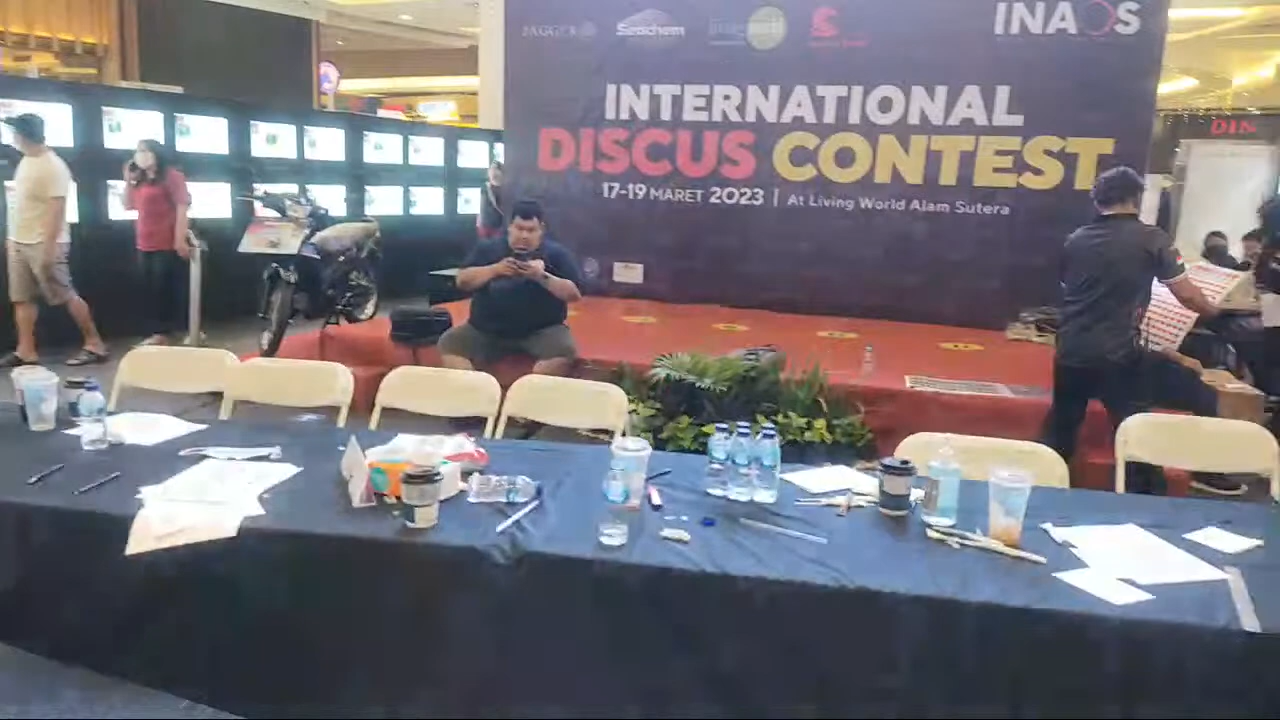 Seachem
INAOS
INTERNATIONAL
DISCUS CONTEST
17-19 MARET 2023 | At Living World Alam Sutera